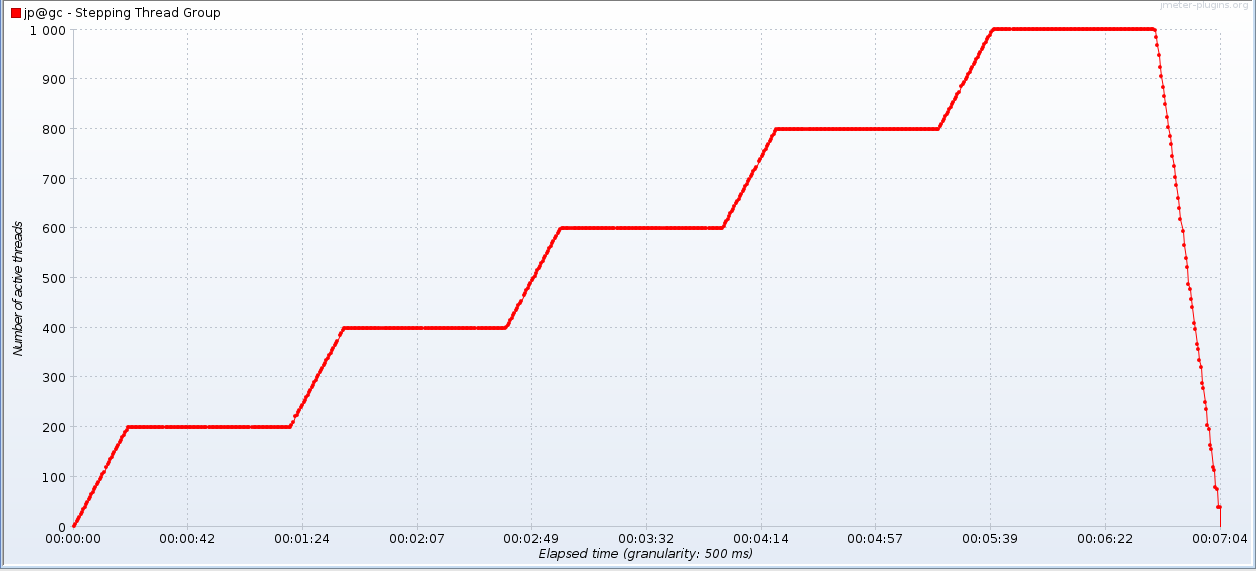 jmeter-plugins.org
jp@gc - Stepping Thread Group
1 000
900
800
700
600
500
400
300
200
100
0
Number of active threads
00:00:00 00:00:42 00:01:24 00:02:07 00:02:49 00:03:32 00:04:14 00:04:57 00:05:39 00:06:22 00:07:04
Elapsed time (granularity: 500 ms)